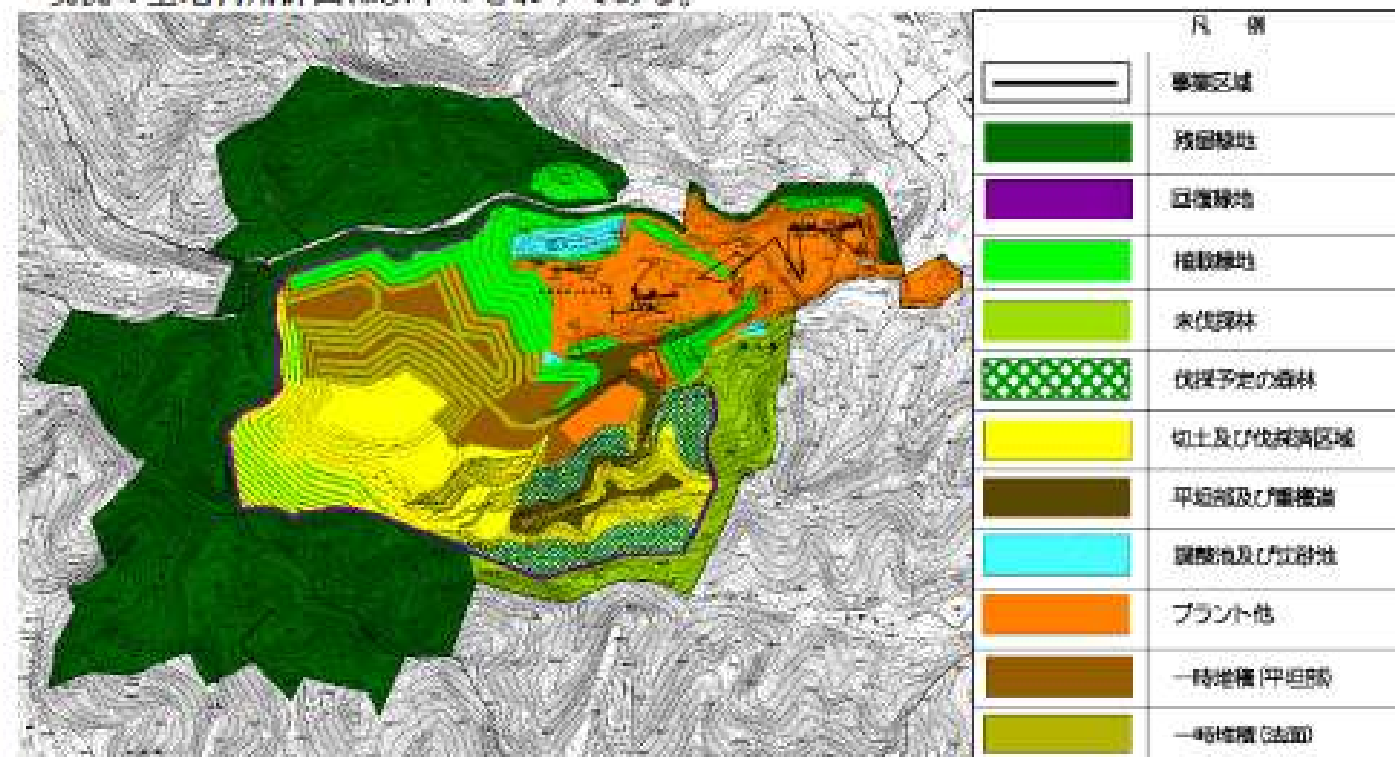 凡 例
事業区域
残留緑地
回復緑地
植栽緑地
未伐採林
伐採予定の森林
切土及び伐採済区域
平坦部及び重機道
調整池及び沈砂池
プラント他
一時堆積(平坦部)
一時堆積(法面)